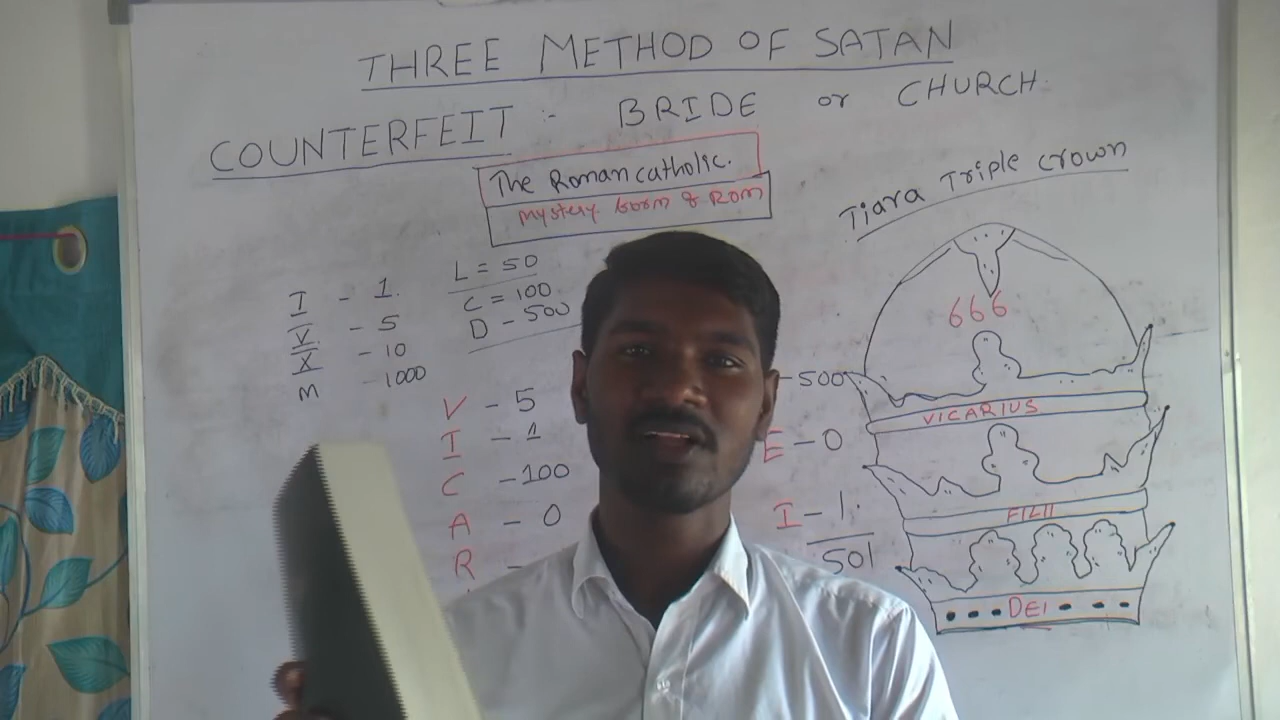 THREE METHOD OF SATAN
COUNTERFEIT :- BRIDE or CHURCH.
The Roman catholic.
Mystery form of ROM
Tiara Triple Crown
I - 1.
V - 5
X - 10
M - 1000
L = 50
C = 100
D - 500
V - 5
I - 1
C - 100
A - 0
R -
- 500
E - 0
I - 1.
501
666
VICARIUS
FILII
DEI